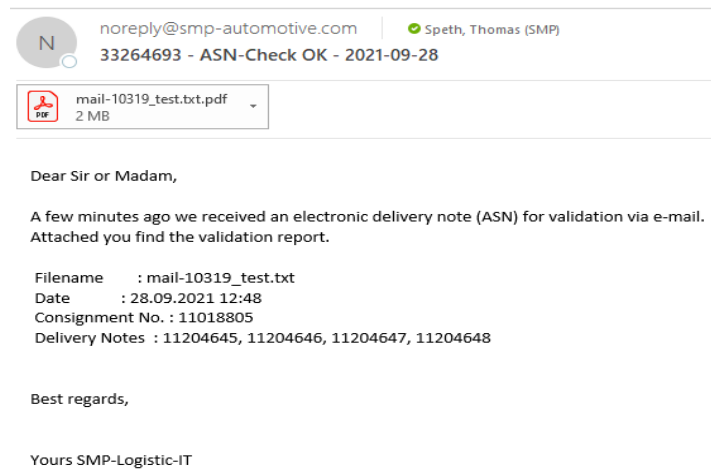 N
noreply@smp-automotive.com Speth, Thomas (SMP)
33264693 - ASN-Check OK - 2021-09-28
PDF
mail-10319_test.txt.pdf
2 MB
Dear Sir or Madam,
A few minutes ago we received an electronic delivery note (ASN) for validation via e-mail.
Attached you find the validation report.
Filename : mail-10319_test.txt
Date : 28.09.2021 12:48
Consignment No. : 11018805
Delivery Notes : 11204645, 11204646, 11204647, 11204648
Best regards,
Yours SMP-Logistic-IT